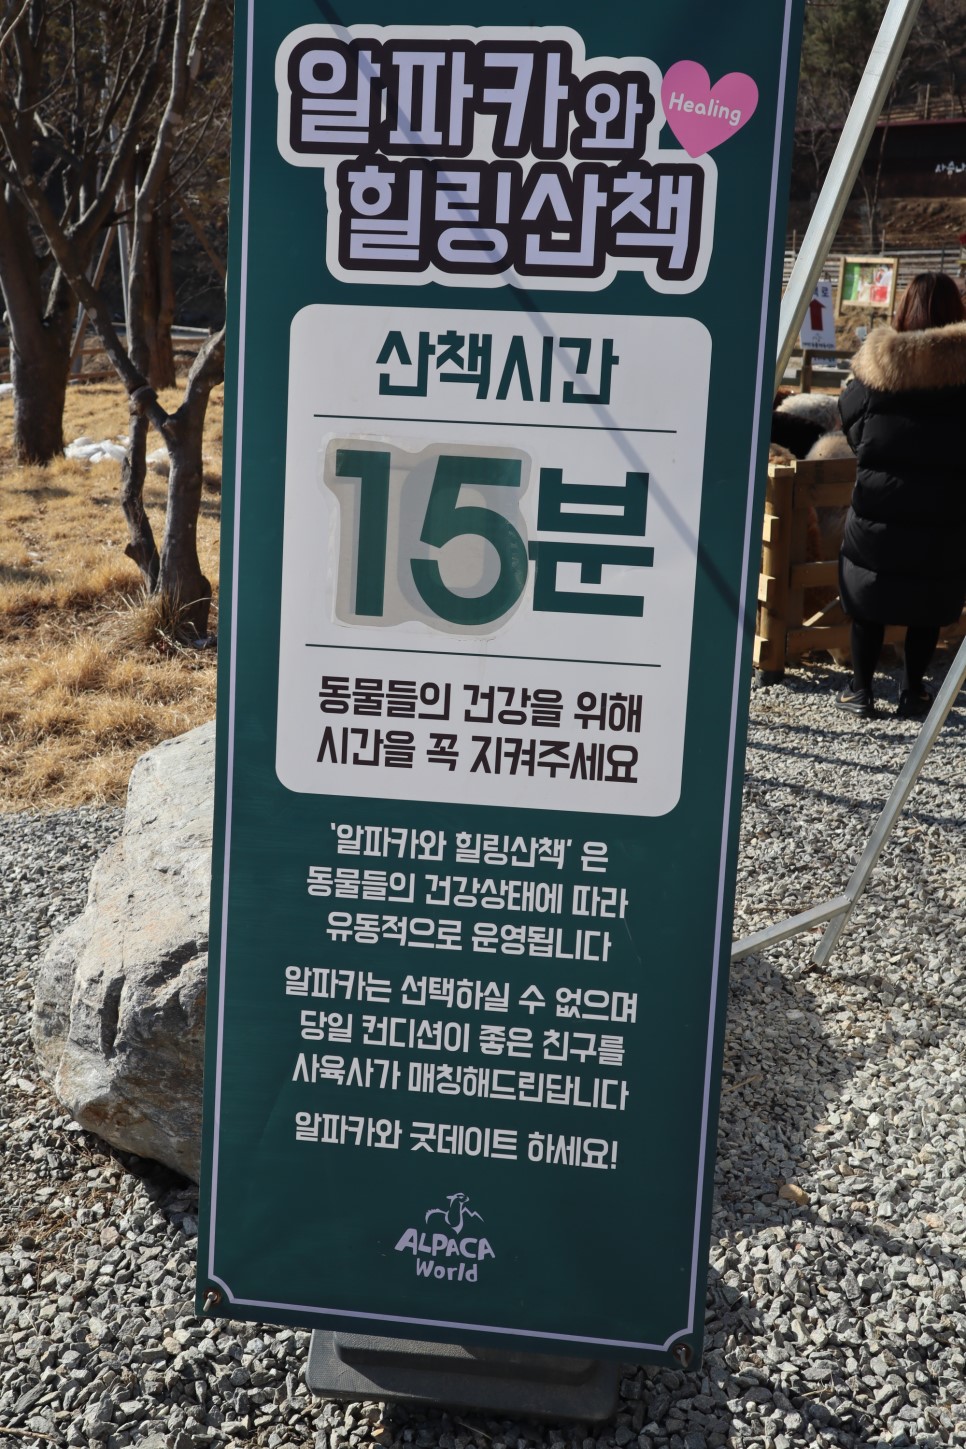 알파카와
Healing
힐링산책
산책시간
15분
동물들의 건강을 위해
시간을 꼭 지켜주세요
'알파카와 힐링산책' 은
동물들의 건강상태에 따라
유동적으로 운영됩니다
알파카는 선택하실 수 없으며
당일 컨디션이 좋은 친구를
사육사가 매칭해드린답니다
알파카와 굿데이트 하세요!
ALPACA
World